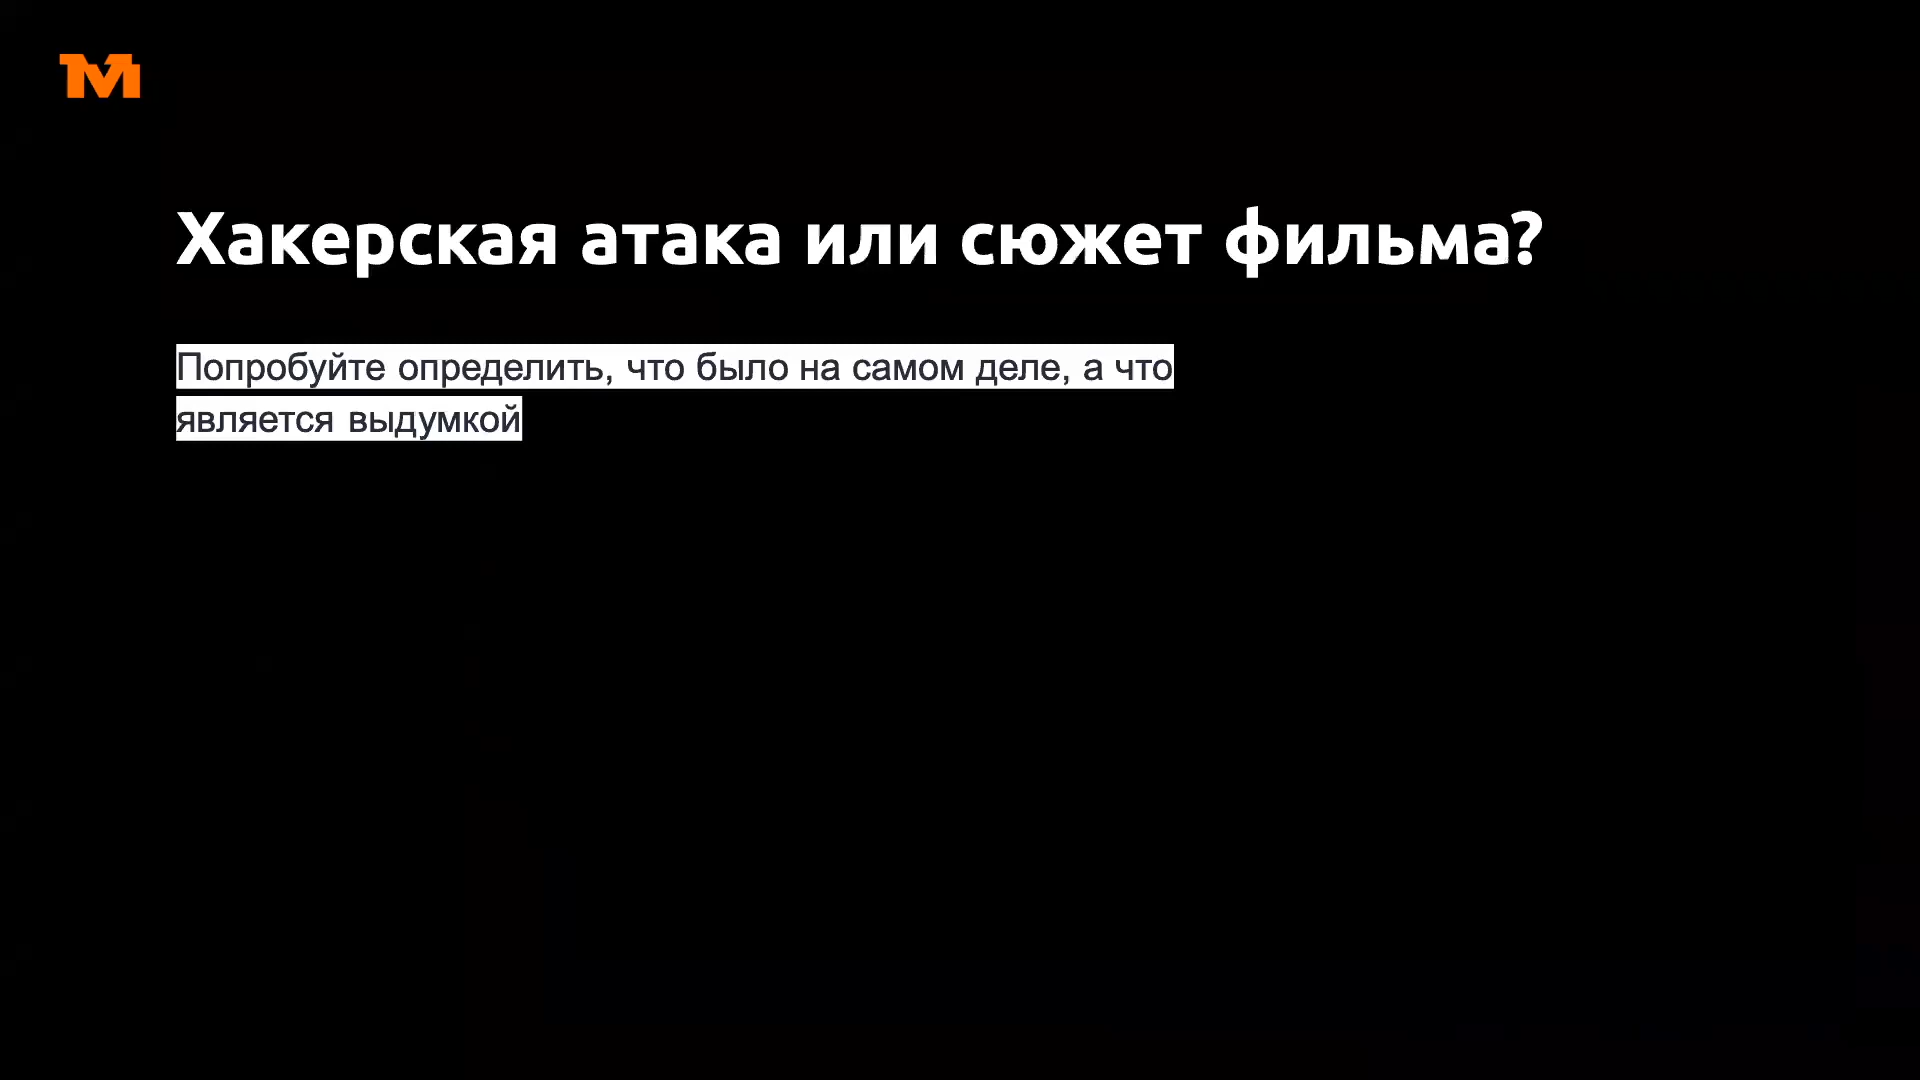 Хакерская атака или сюжет фильма?
Попробуйте определить, что было на самом деле, а что
является выдумкой